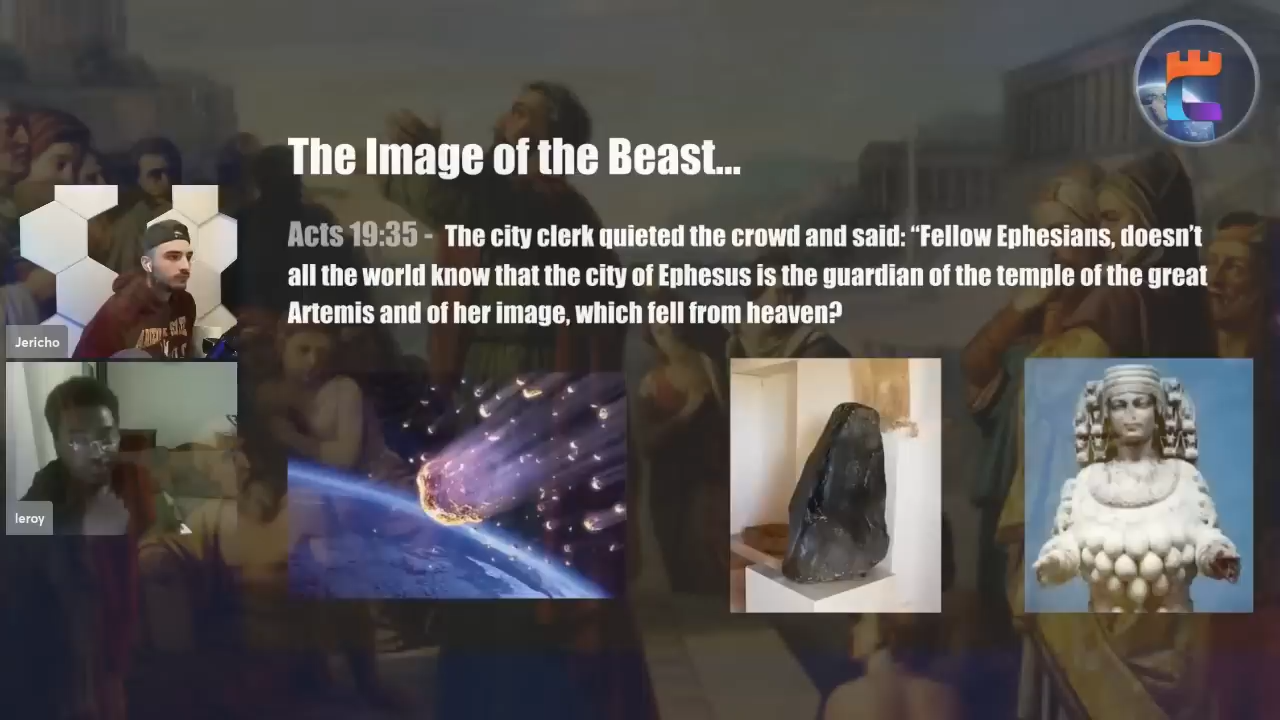 The Image of the Beast...
Acts 19:35 - The city clerk quieted the crowd and said: “Fellow Ephesians, doesn’t
all the world know that the city of Ephesus is the guardian of the temple of the great
Artemis and of her image, which fell from heaven?
Jericho
leroy